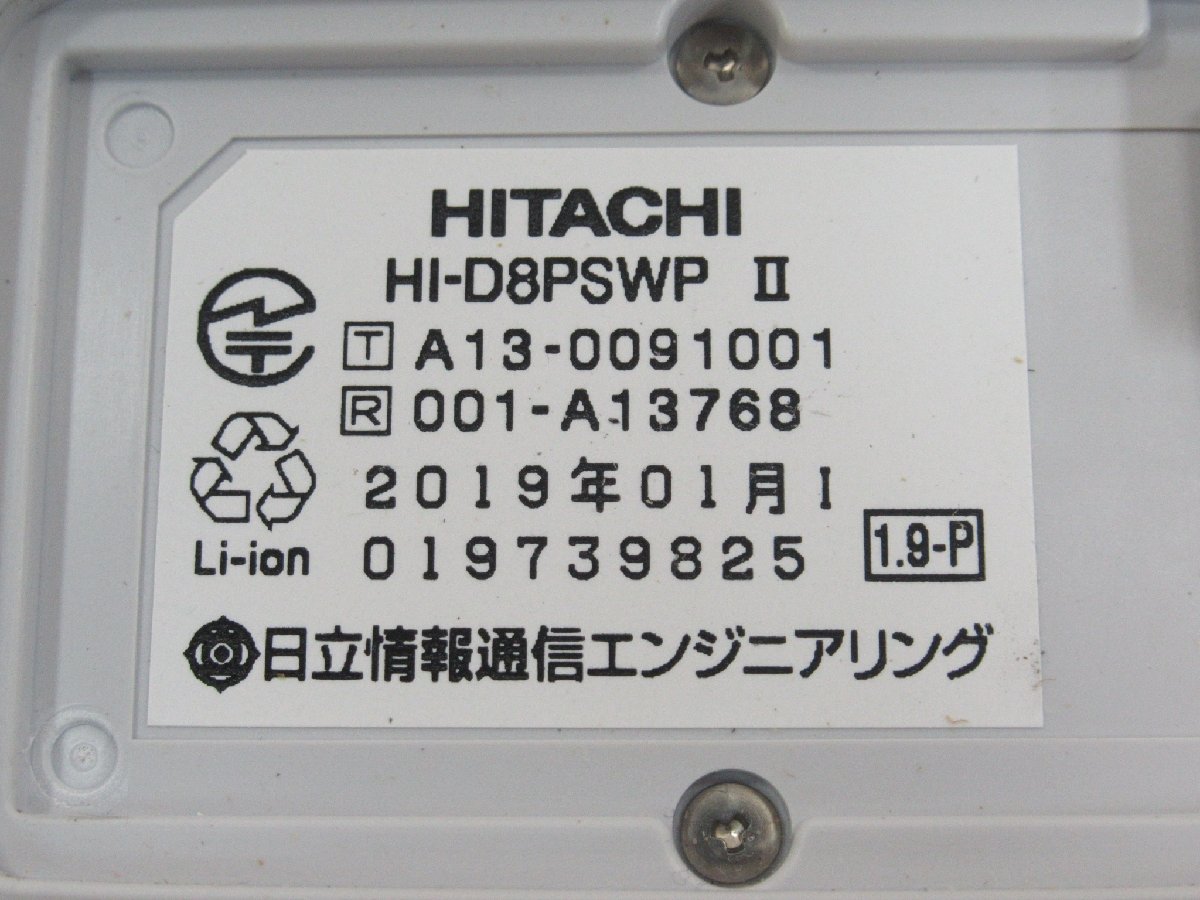 HITACHI
HI-D8PSWP Ⅱ
T A13-0091001
R 001-A13768
2019年01月 I
Li-ion 019739825 1.9-P
日立情報通信エンジニアリング